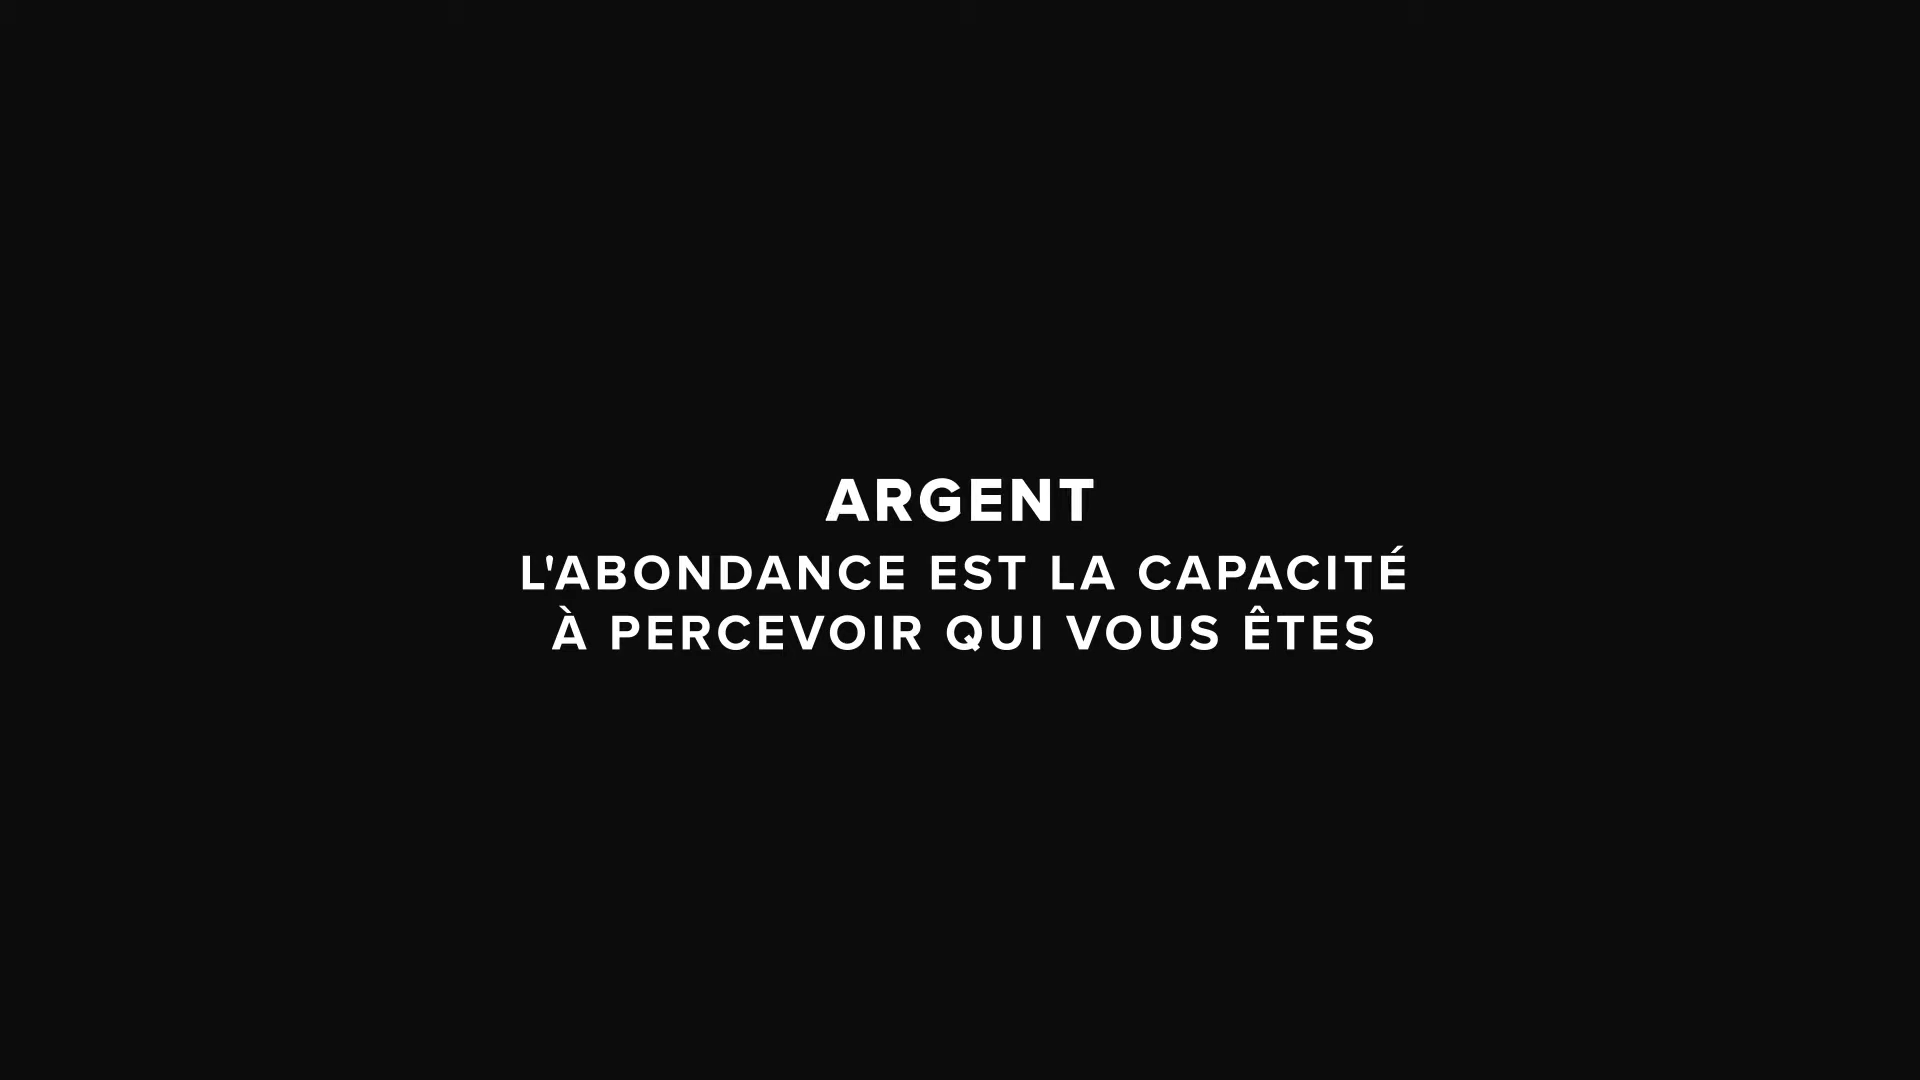 ARGENT
L'ABONDANCE EST LA CAPACITÉ
À PERCEVOIR QUI VOUS ÊTES